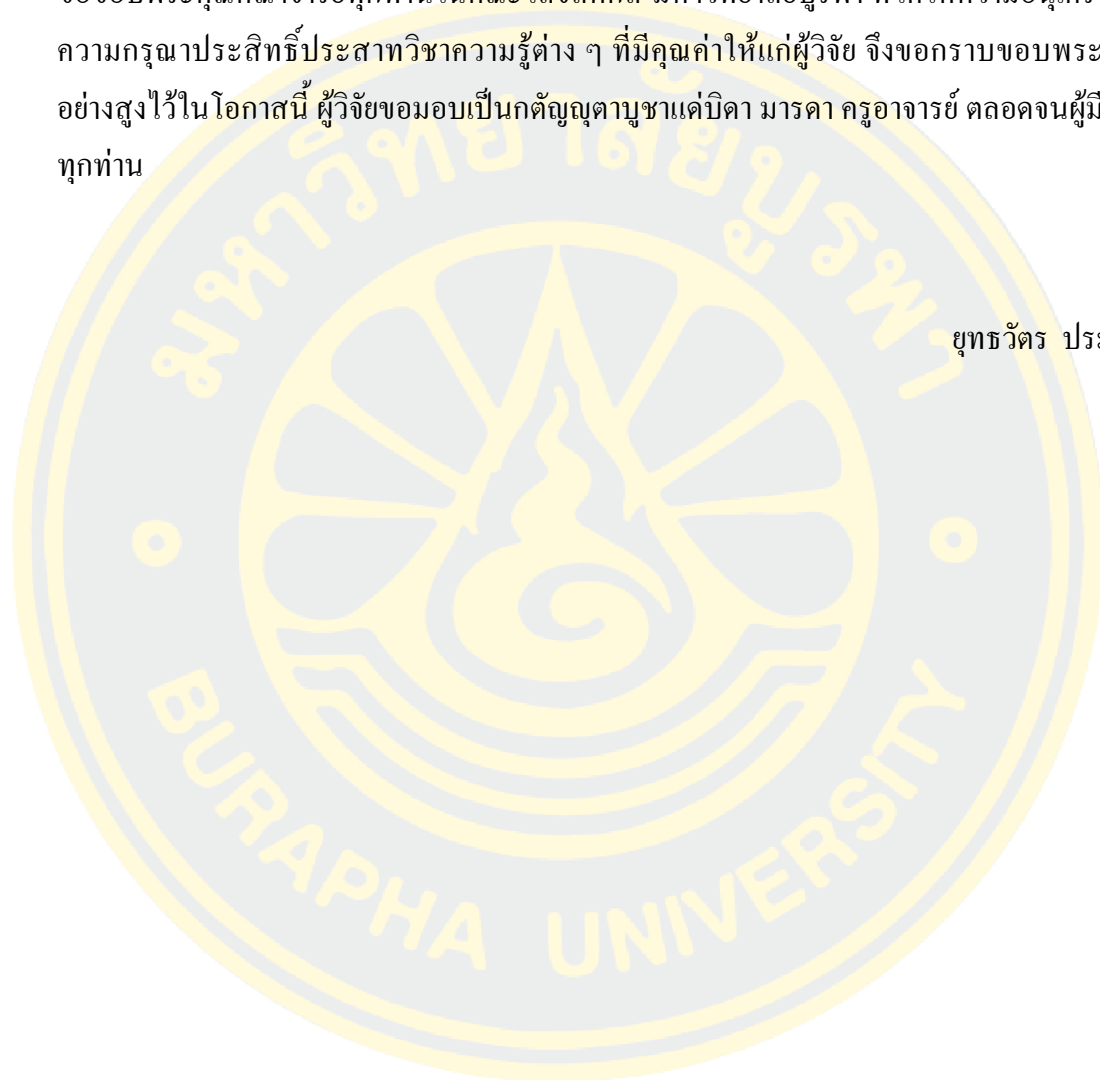 ความกรุณาประสิทธิ์ประสาทวิชาความรู้ต่าง ๆ ที่มีคุณค่าให้แก่ผู้วิจัย จึงขอกราบขอบพระ
อย่างสูงไว้ในโอกาสนี้ ผู้วิจัยขอมอบเป็นกตัญญุตาบูชาแด่บิดา มารดา ครูอาจารย์ ตลอดจนผู้มี
ทุกท่าน
ยุทธวัตร ประ
มหาวิทยาลัยบูรพา
BURAPHA UNIVERSITY